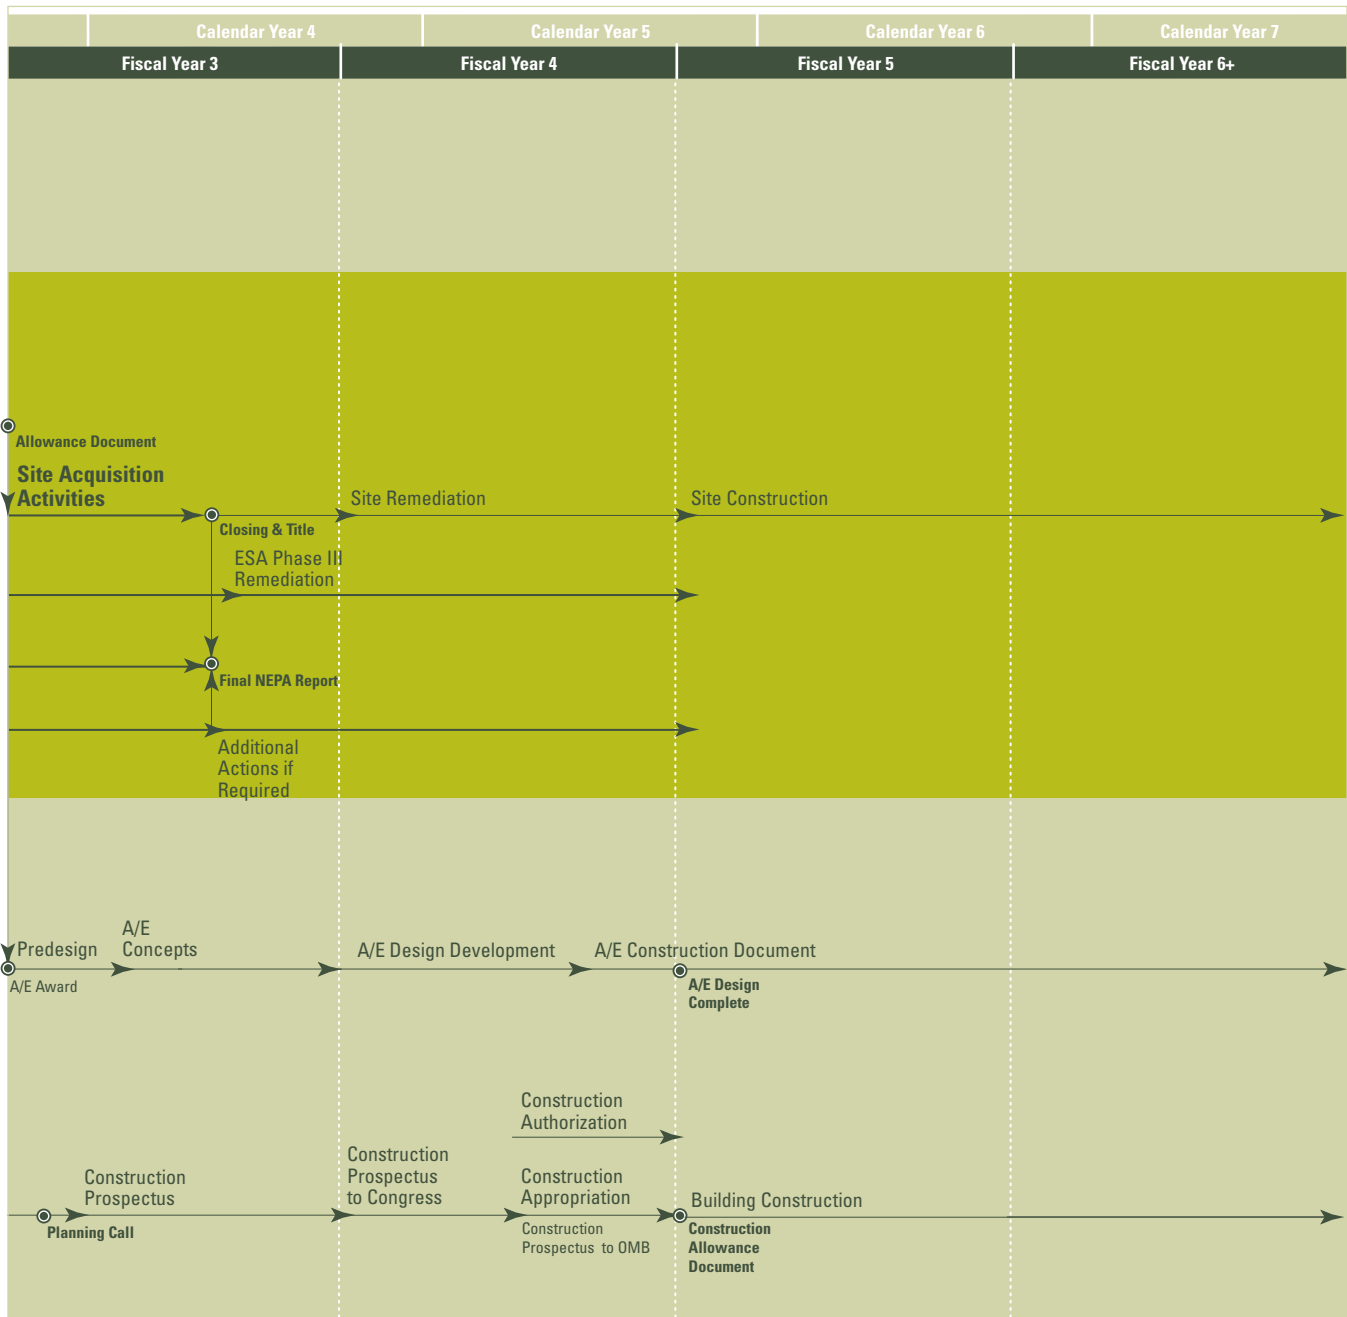 Calendar Year 4
Calendar Year 5
Calendar Year 6
Calendar Year 7
Fiscal Year 3
Fiscal Year 4
Fiscal Year 5
Fiscal Year 6+
Allowance Document
Site Acquisition
Activities
Site Remediation
Site Construction
Closing & Title
ESA Phase III
Remediation
Final NEPA Report
Additional
Actions if
Required
Predesign
A/E
Concepts
A/E Design Development
A/E Construction Document
A/E Award
A/E Design
Complete
Construction
Authorization
Construction
Prospectus
Construction
Prospectus
to Congress
Construction
Appropriation
Building Construction
Planning Call
Construction
Prospectus to OMB
Construction
Allowance
Document